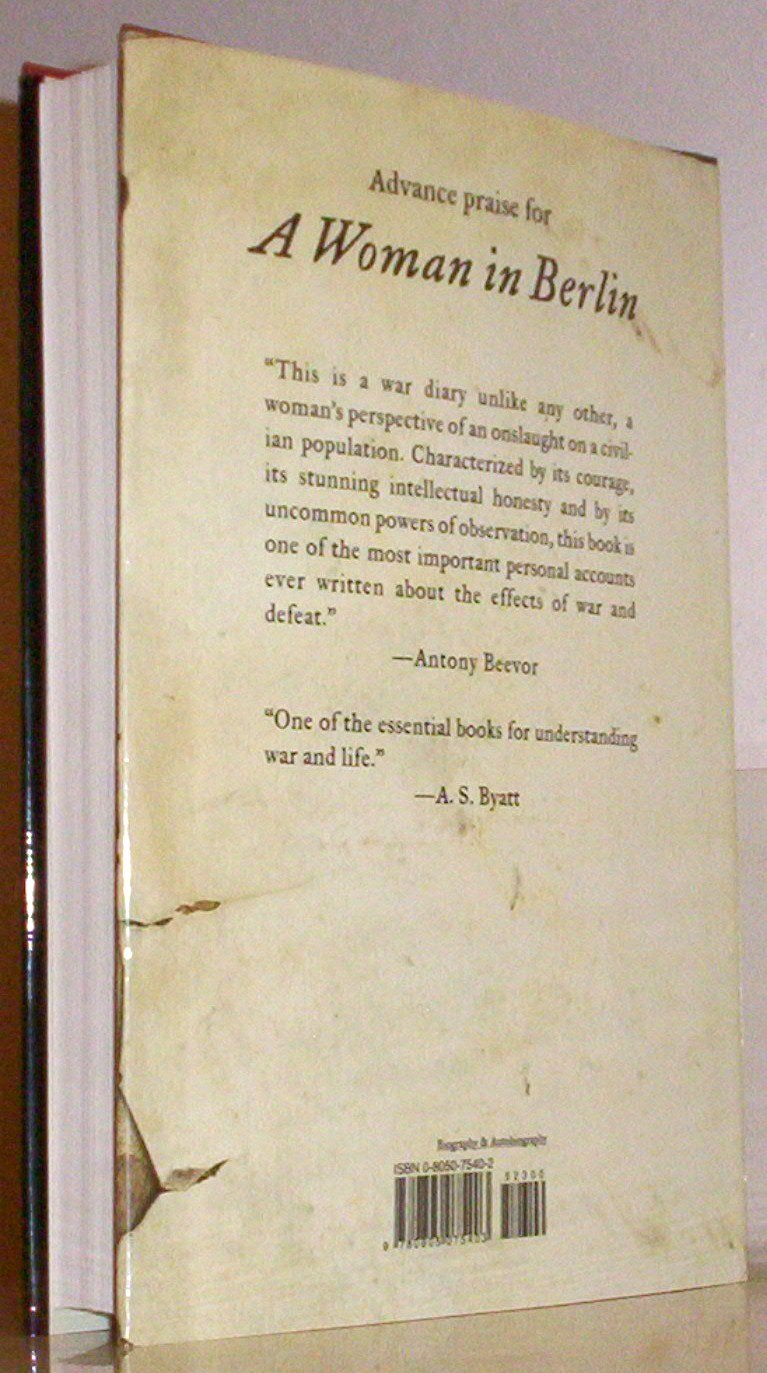 Advance praise for
A Woman in Berlin
“This is a war diary unlike any other, a
woman’s perspective of an onslaught on a civil-
ian population. Characterized by its courage,
its stunning intellectual honesty and by its
uncommon powers of observation, this book is
one of the most important personal accounts
ever written about the effects of war and
defeat.”
—Antony Beevor
“One of the essential books for understanding
war and life.”
—A. S. Byatt
Biography & Autobiography
ISBN 0-8050-7540-2
52300